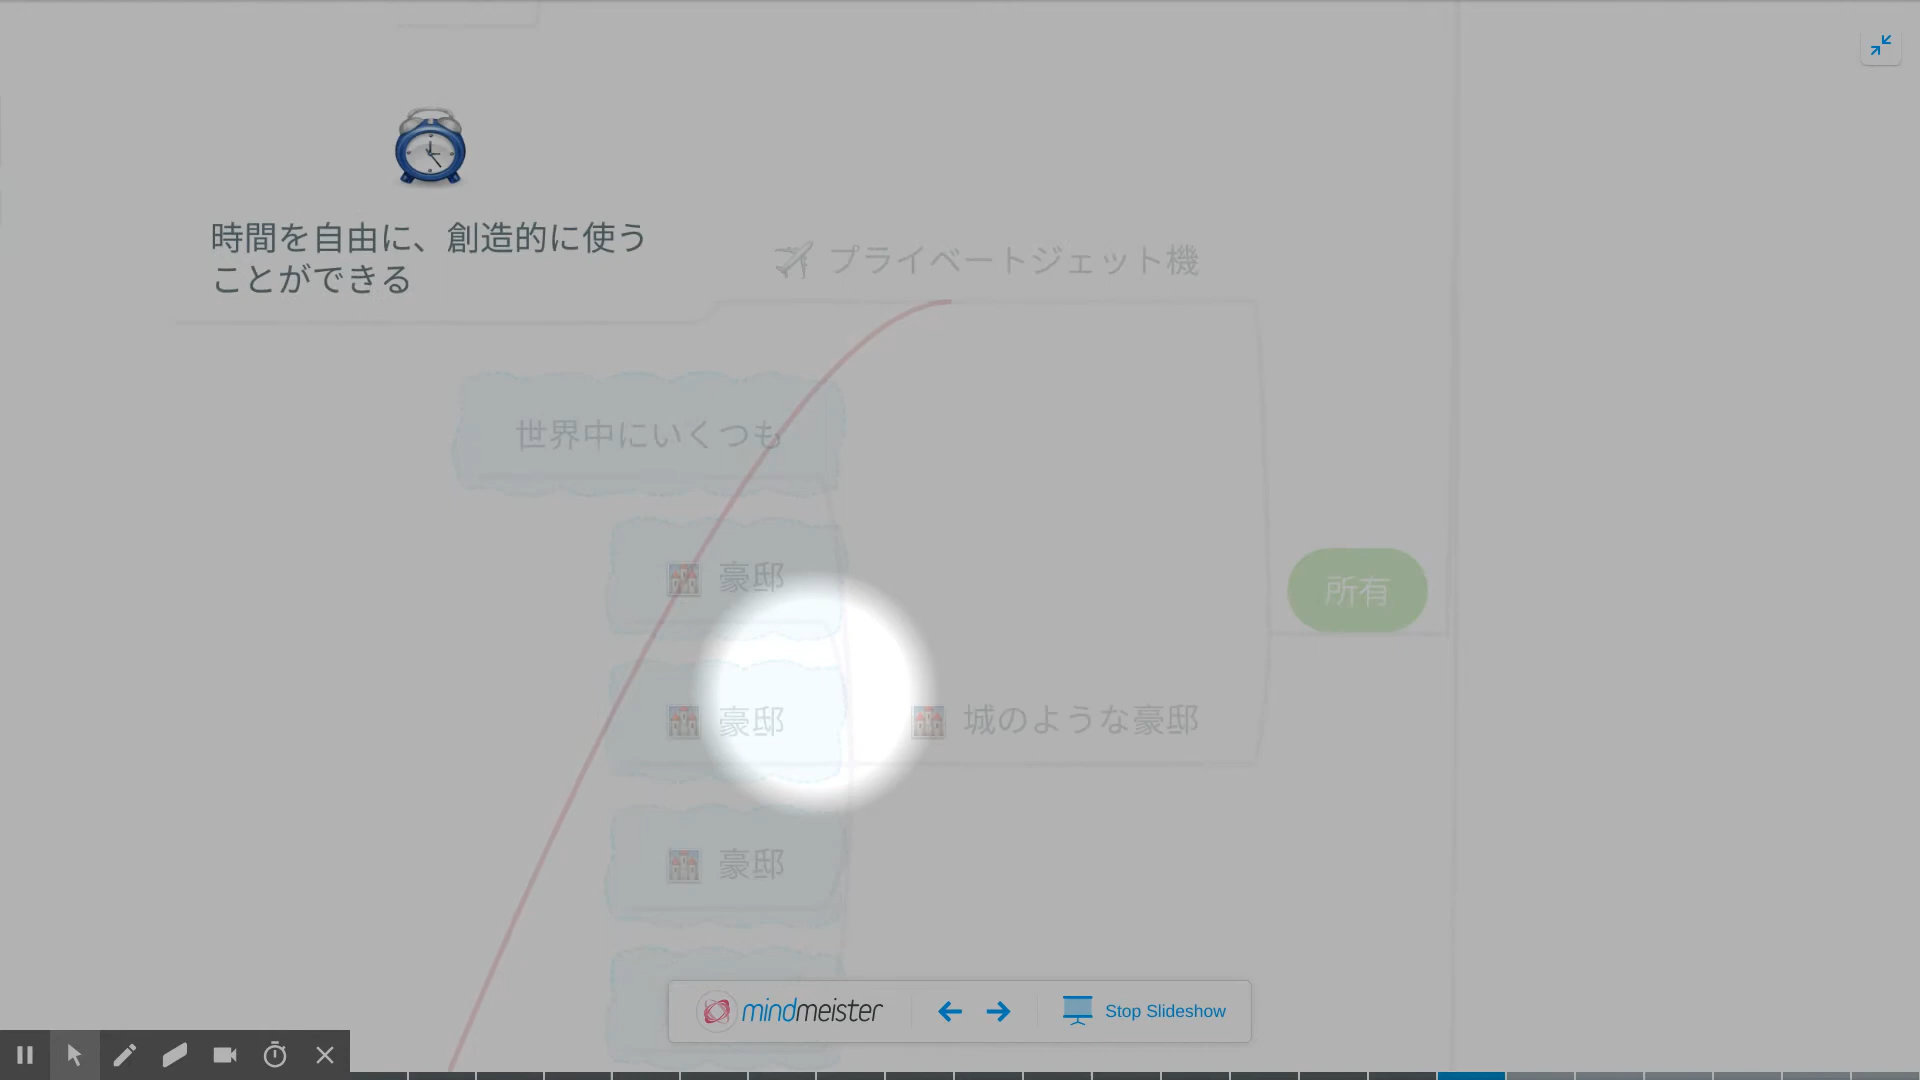 時間を自由に、創造的に使う
ことができる
プライベートジェット機
世界中にいくつも
豪邸
所有
豪邸
城のような豪邸
豪邸
mindmeister
Stop Slideshow